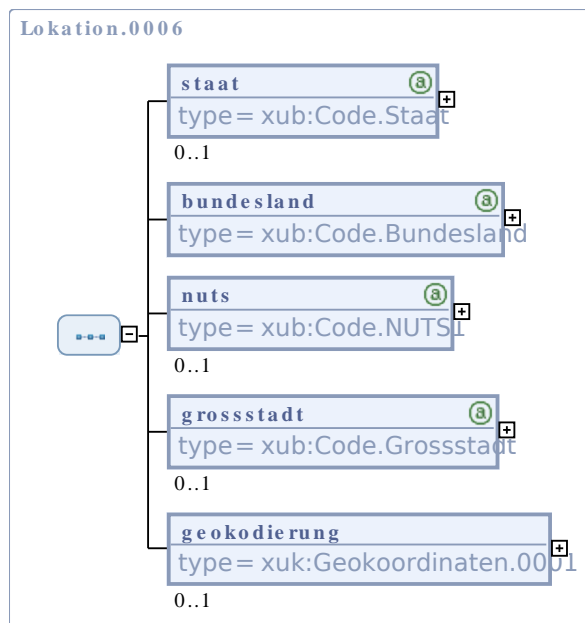 Lokation.0006
staat
type= xub:Code.Staat
0..1
bundesland
type= xub:Code.Bundesland
nuts
type= xub:Code.NUTS1
0..1
grossstadt
type= xub:Code.Grossstadt
0..1
geokodierung
type= xuk:Geokoordinaten.0001
0..1